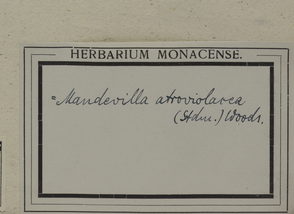 HERBARIUM MONACENSE.
=Mandevilla atroviolacea
(Stdm.) Woods.